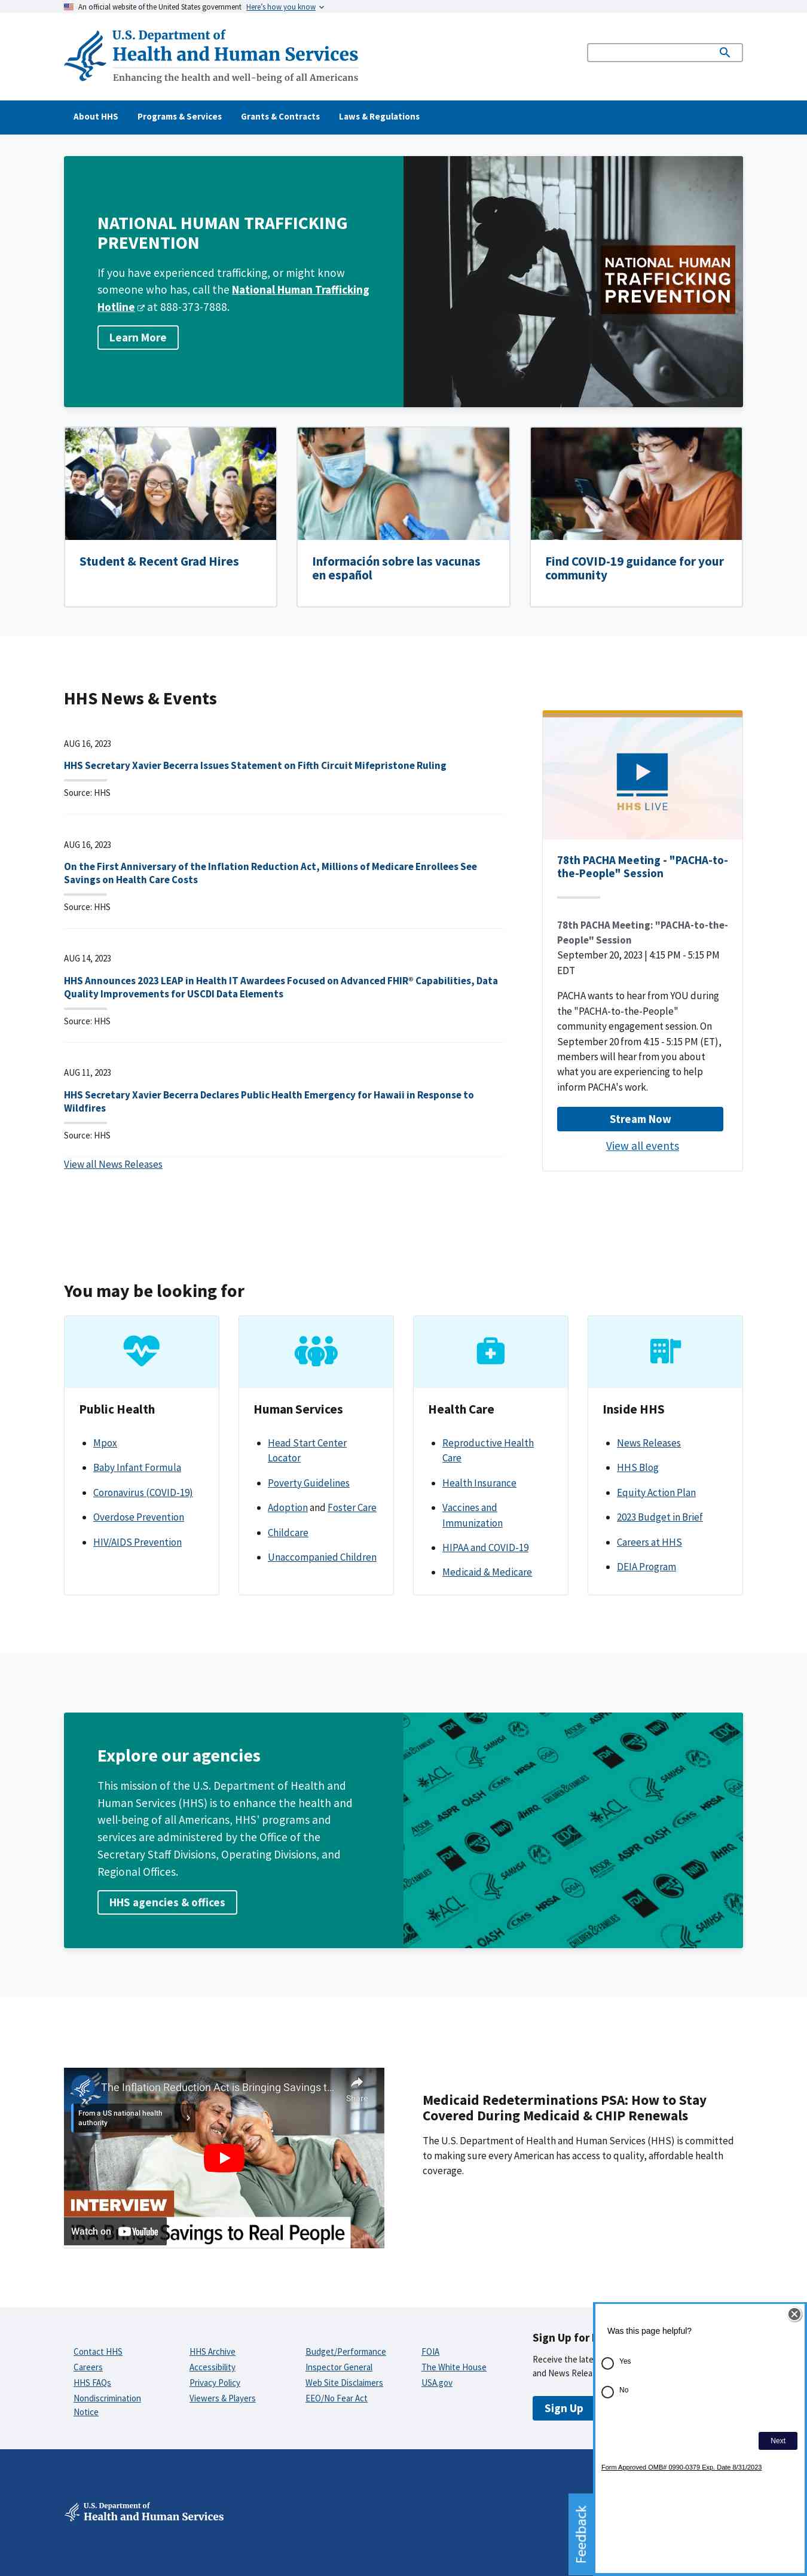 An official website of the United States government Here's how you know
U.S. Department of
Health and Human Services
Enhancing the health and well-being of all Americans
About HHS
Programs & Services
Grants & Contracts
Laws & Regulations
NATIONAL HUMAN TRAFFICKING
PREVENTION
If you have experienced trafficking, or might know
someone who has, call the National Human Trafficking
Hotline at 888-373-7888.
Learn More
NATIONAL HUMAN
TRAFFICKING
PREVENTION
Student & Recent Grad Hires
Información sobre las vacunas
en español
Find COVID-19 guidance for your
community
HHS News & Events
AUG 16, 2023
HHS Secretary Xavier Becerra Issues Statement on Fifth Circuit Mifepristone Ruling
Source: HHS
AUG 16, 2023
On the First Anniversary of the Inflation Reduction Act, Millions of Medicare Enrollees See
Savings on Health Care Costs
Source: HHS
AUG 14, 2023
HHS Announces 2023 LEAP in Health IT Awardees Focused on Advanced FHIR® Capabilities, Data
Quality Improvements for USCDI Data Elements
Source: HHS
AUG 11, 2023
HHS Secretary Xavier Becerra Declares Public Health Emergency for Hawaii in Response to
Wildfires
Source: HHS
View all News Releases
HHS LIVE
78th PACHA Meeting - "PACHA-to-
the-People" Session
78th PACHA Meeting: "PACHA-to-the-
People" Session
September 20, 2023 | 4:15 PM - 5:15 PM
EDT
PACHA wants to hear from YOU during
the "PACHA-to-the-People"
community engagement session. On
September 20 from 4:15 - 5:15 PM (ET),
members will hear from you about
what you are experiencing to help
inform PACHA's work.
Stream Now
View all events
You may be looking for
Public Health
Mpox
Baby Infant Formula
Coronavirus (COVID-19)
Overdose Prevention
HIV/AIDS Prevention
Human Services
Head Start Center
Locator
Poverty Guidelines
Adoption and Foster Care
Childcare
Unaccompanied Children
Health Care
Reproductive Health
Care
Health Insurance
Vaccines and
Immunization
HIPAA and COVID-19
Medicaid & Medicare
Inside HHS
News Releases
HHS Blog
Equity Action Plan
2023 Budget in Brief
Careers at HHS
DEIA Program
Explore our agencies
This mission of the U.S. Department of Health and
Human Services (HHS) is to enhance the health and
well-being of all Americans, HHS' programs and
services are administered by the Office of the
Secretary Staff Divisions, Operating Divisions, and
Regional Offices.
HHS agencies & offices
The Inflation Reduction Act is Bringing Savings t...
Share
From a US national health
authority
INTERVIEW
Savings to Real People
Watch on YouTube
Medicaid Redeterminations PSA: How to Stay
Covered During Medicaid & CHIP Renewals
The U.S. Department of Health and Human Services (HHS) is committed
to making sure every American has access to quality, affordable health
coverage.
Contact HHS
Careers
HHS FAQs
Nondiscrimination
Notice
HHS Archive
Accessibility
Privacy Policy
Viewers & Players
Budget/Performance
Inspector General
Web Site Disclaimers
EEO/No Fear Act
FOIA
The White House
USA.gov
Sign Up for
Receive the late
and News Relea
Sign Up
Was this page helpful?
Yes
No
Next
Form Approved OMB# 0990-0379 Exp. Date 8/31/2023
Feedback
U.S. Department of
Health and Human Services